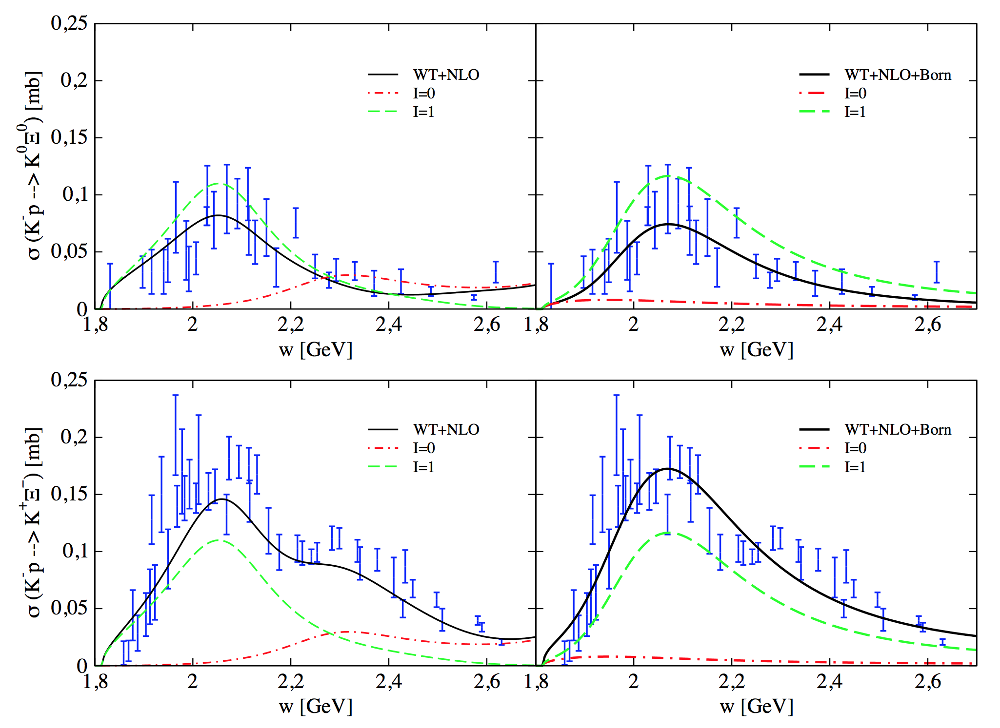 0,25
0,2
0,15
0,1
0,05
0
σ (K⁻p --> K⁰Ξ⁰) [mb]
WT+NLO
I=0
I=1
WT+NLO+Born
I=0
I=1
1,8 2 2,2 2,4 2,6 1,8 2 2,2 2,4 2,6
w [GeV] w [GeV]
0,25
0,2
0,15
0,1
0,05
0
σ (K⁻p --> K⁺Ξ⁻) [mb]
WT+NLO
I=0
I=1
WT+NLO+Born
I=0
I=1
1,8 2 2,2 2,4 2,6 1,8 2 2,2 2,4 2,6
w [GeV] w [GeV]